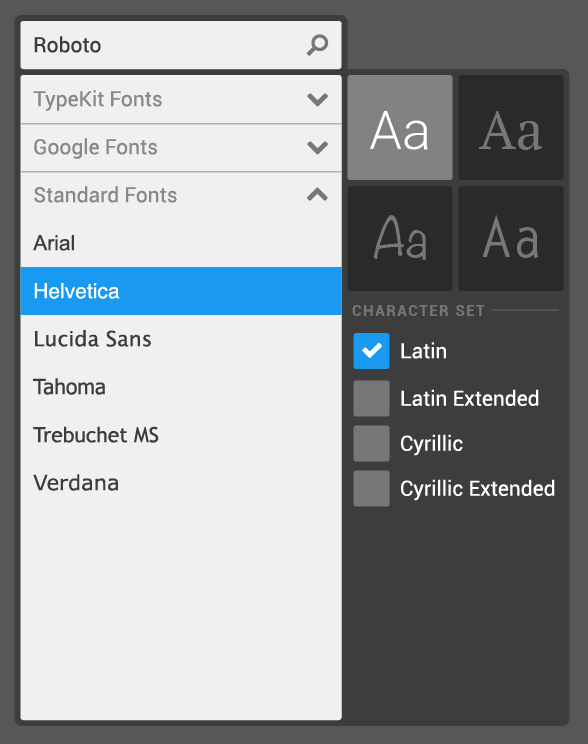 Roboto
TypeKit Fonts
Google Fonts
Standard Fonts
Arial
Helvetica
Lucida Sans
Tahoma
Trebuchet MS
Verdana
Aa Aa
Aa Aa
CHARACTER SET
Latin
Latin Extended
Cyrillic
Cyrillic Extended